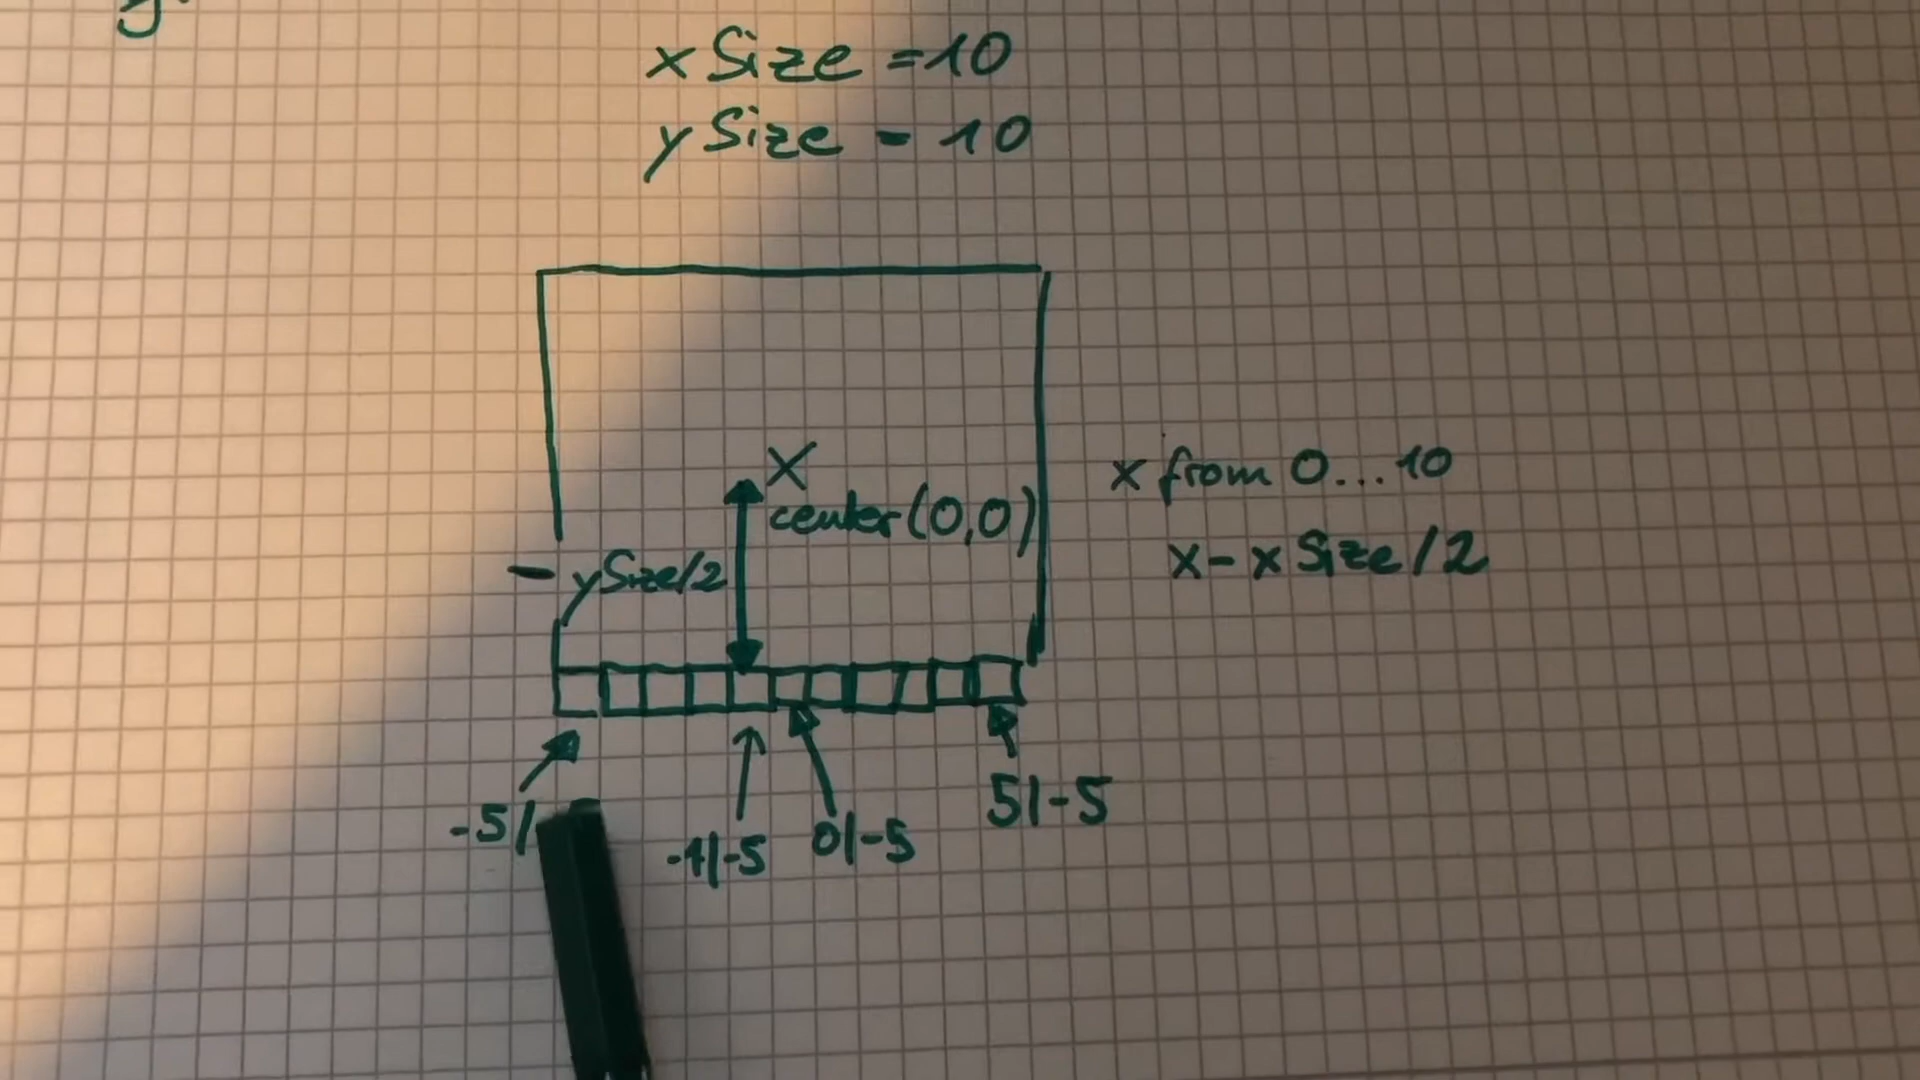 x Size = 10
y Size = 10
X
center (0,0)
x from 0...10
x - x Size / 2
- ySize/2
-5/
-1|-5
0|-5
5|-5